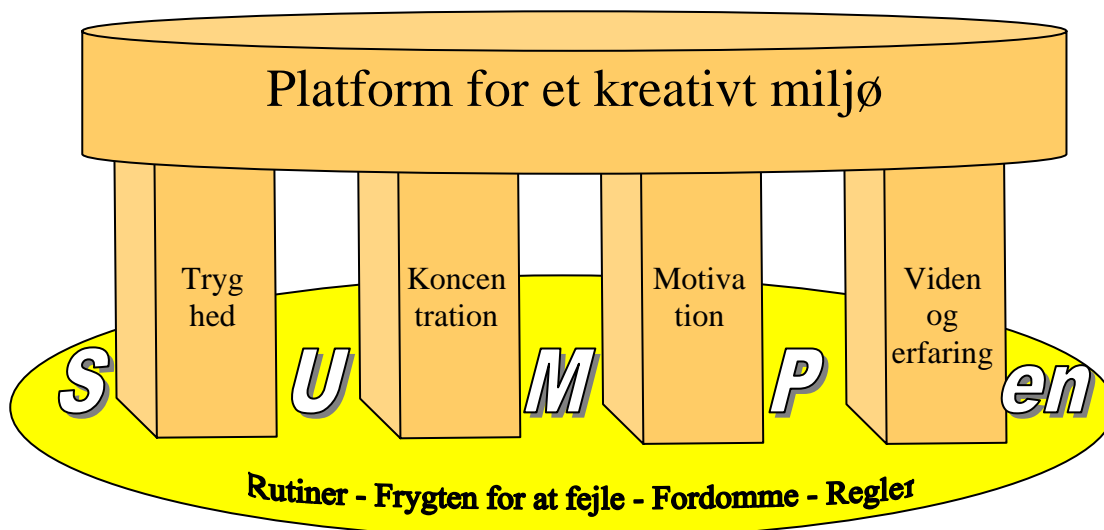 Platform for et kreativt miljø
Tryg
hed
Koncen
tration
Motiva
tion
Viden
og
erfaring
S U M P en
Rutiner - Frygten for at fejle - Fordomme - Regler